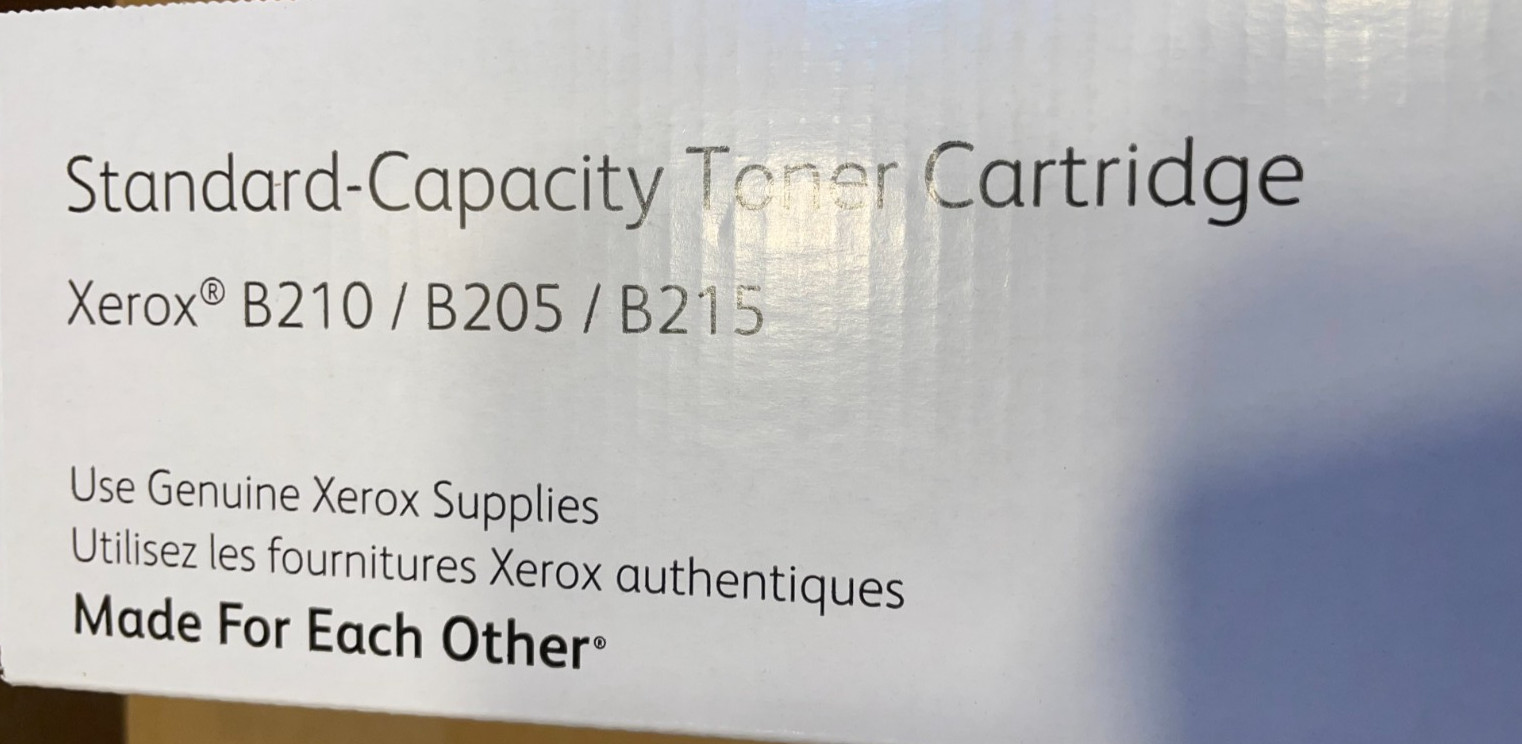 Standard-Capacity Toner Cartridge
Xerox® B210 / B205 / B215
Use Genuine Xerox Supplies
Utilisez les fournitures Xerox authentiques
Made For Each Other®